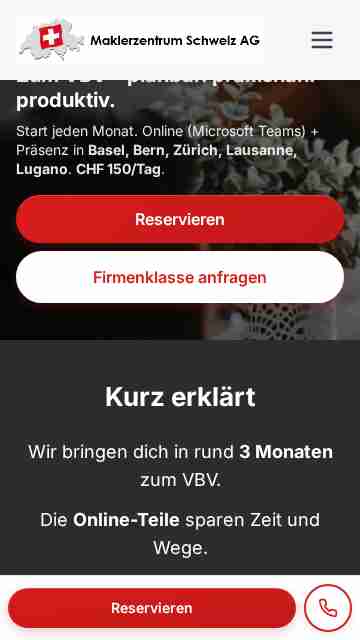 Maklerzentrum Schweiz AG
produktiv.
Start jeden Monat. Online (Microsoft Teams) +
Präsenz in Basel, Bern, Zürich, Lausanne,
Lugano. CHF 150/Tag.
Reservieren
Firmenklasse anfragen
Kurz erklärt
Wir bringen dich in rund 3 Monaten
zum VBV.
Die Online-Teile sparen Zeit und
Wege.
Reservieren